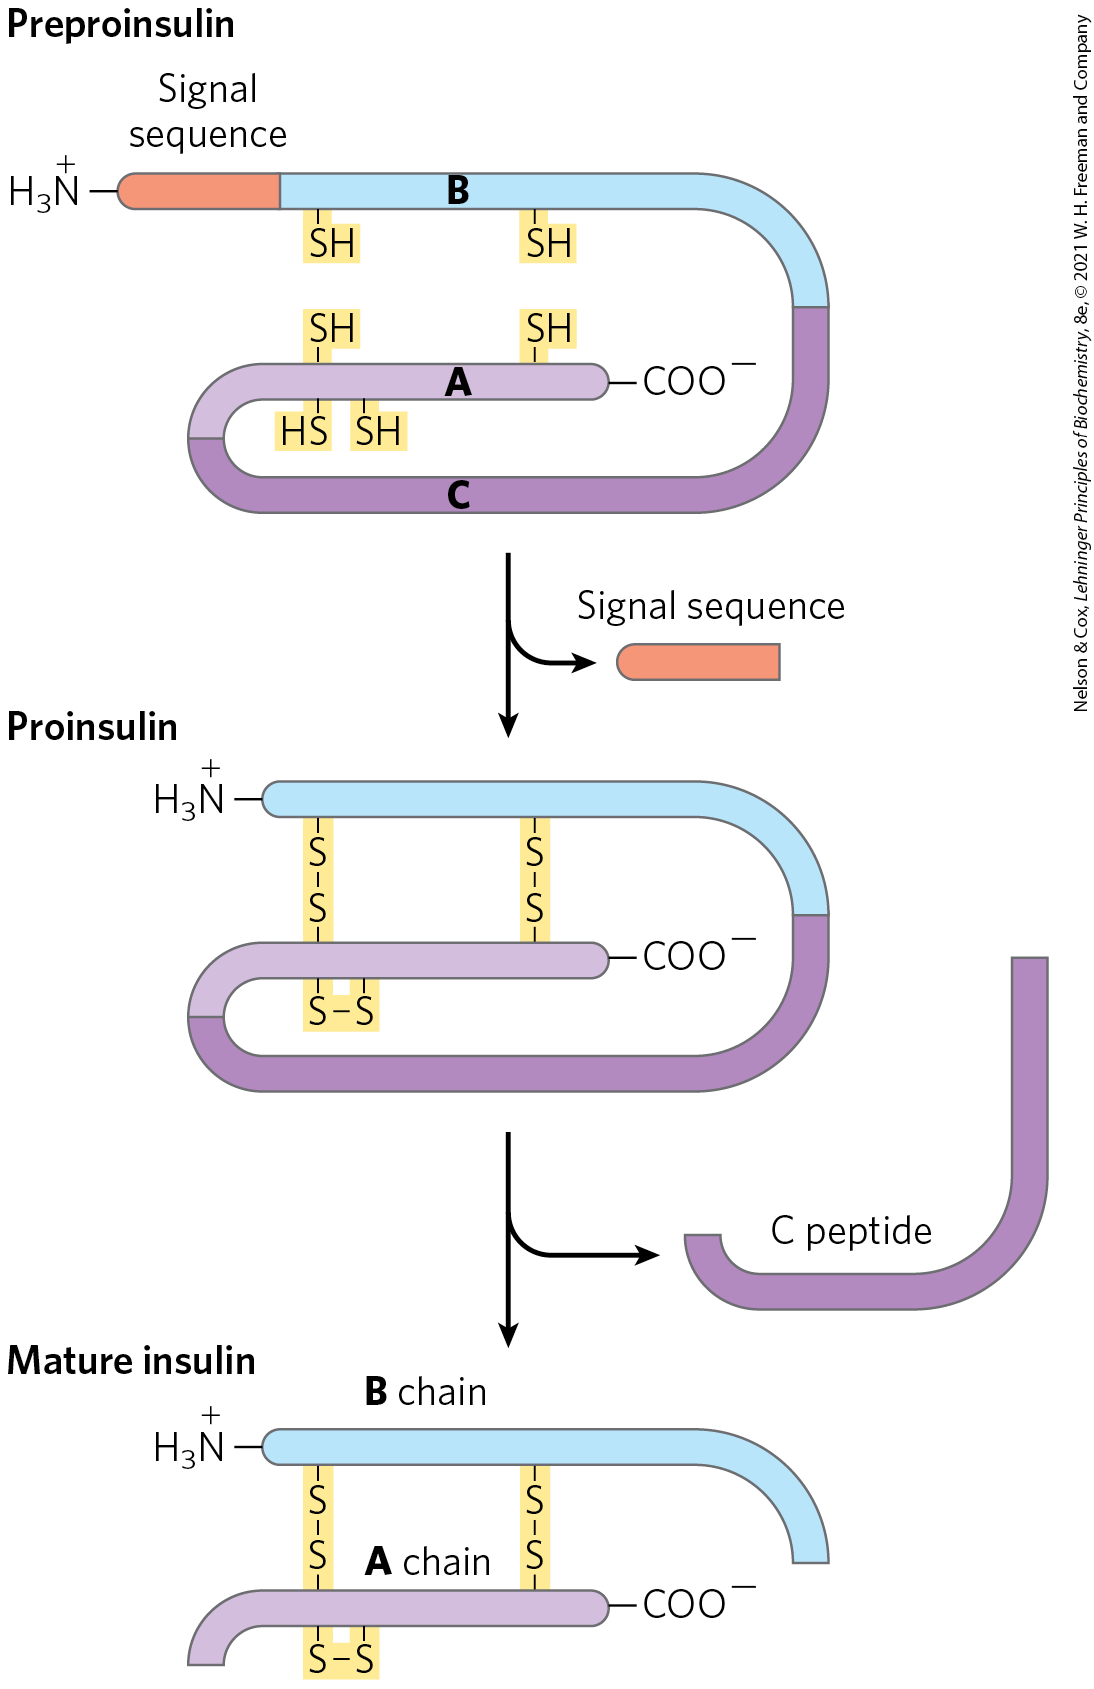 Preproinsulin
Signal
sequence
H₃N⁺
B
SH SH
SH SH
A
COO⁻
HS SH
C
Signal sequence
Proinsulin
H₃N⁺
S S
S S
COO⁻
S–S
C peptide
Mature insulin
B chain
H₃N⁺
S S
S S
A chain
COO⁻
S–S
Nelson & Cox, Lehninger Principles of Biochemistry, 8e, © 2021 W. H. Freeman and Company